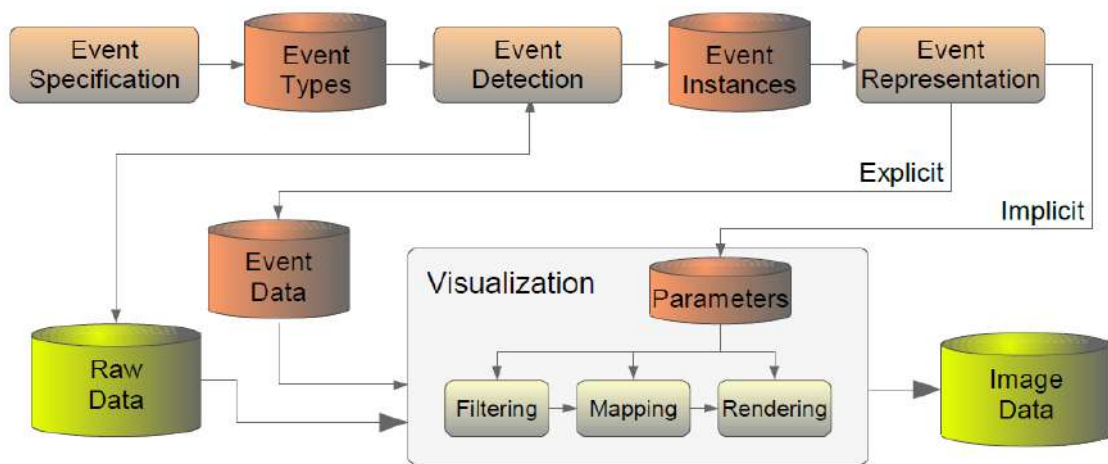 Event
Specification
Event
Types
Event
Detection
Event
Instances
Event
Representation
Explicit
Implicit
Event
Data
Visualization
Parameters
Raw
Data
Filtering
Mapping
Rendering
Image
Data